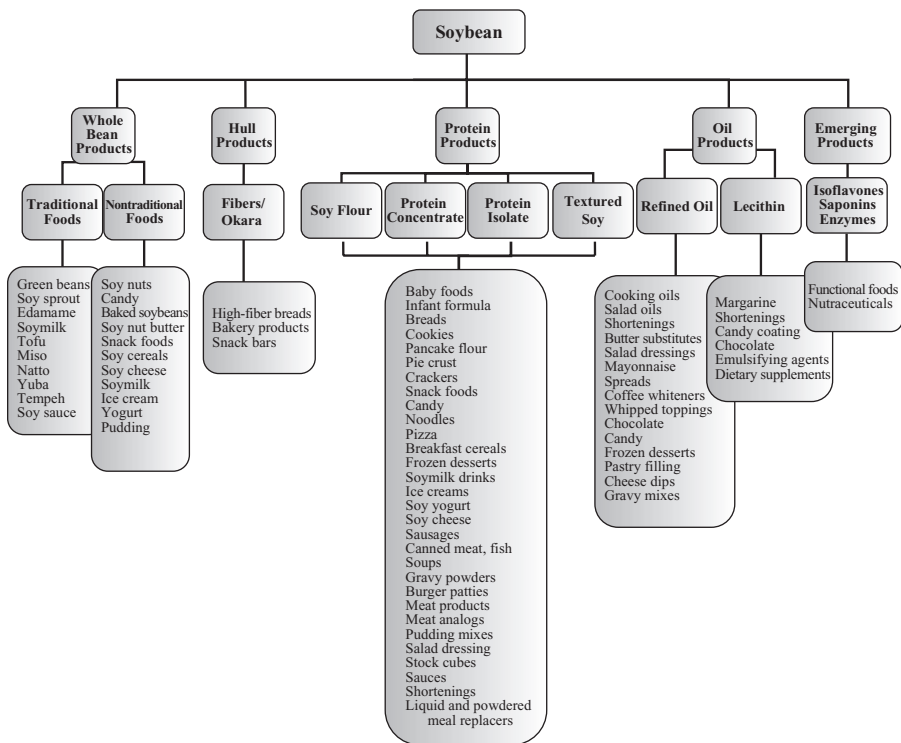 Soybean
Whole
Bean
Products
Hull
Products
Protein
Products
Oil
Products
Emerging
Products
Traditional
Foods
Nontraditional
Foods
Fibers/
Okara
Soy Flour
Protein
Concentrate
Protein
Isolate
Textured
Soy
Refined Oil
Lecithin
Isoflavones
Saponins
Enzymes
Green beans
Soy sprout
Edamame
Soymilk
Tofu
Miso
Natto
Yuba
Tempeh
Soy sauce
Soy nuts
Candy
Baked soybeans
Soy nut butter
Snack foods
Soy cereals
Soy cheese
Soymilk
Ice cream
Yogurt
Pudding
High-fiber breads
Bakery products
Snack bars
Baby foods
Infant formula
Breads
Cookies
Pancake flour
Pie crust
Crackers
Snack foods
Candy
Noodles
Pizza
Breakfast cereals
Frozen desserts
Soymilk drinks
Ice creams
Soy yogurt
Soy cheese
Sausages
Canned meat, fish
Soups
Gravy powders
Burger patties
Meat products
Meat analogs
Pudding mixes
Salad dressing
Stock cubes
Sauces
Shortenings
Liquid and powdered
meal replacers
Cooking oils
Salad oils
Shortenings
Butter substitutes
Salad dressings
Mayonnaise
Spreads
Coffee whiteners
Whipped toppings
Chocolate
Candy
Frozen desserts
Pastry filling
Cheese dips
Gravy mixes
Margarine
Shortenings
Candy coating
Chocolate
Emulsifying agents
Dietary supplements
Functional foods
Nutraceuticals